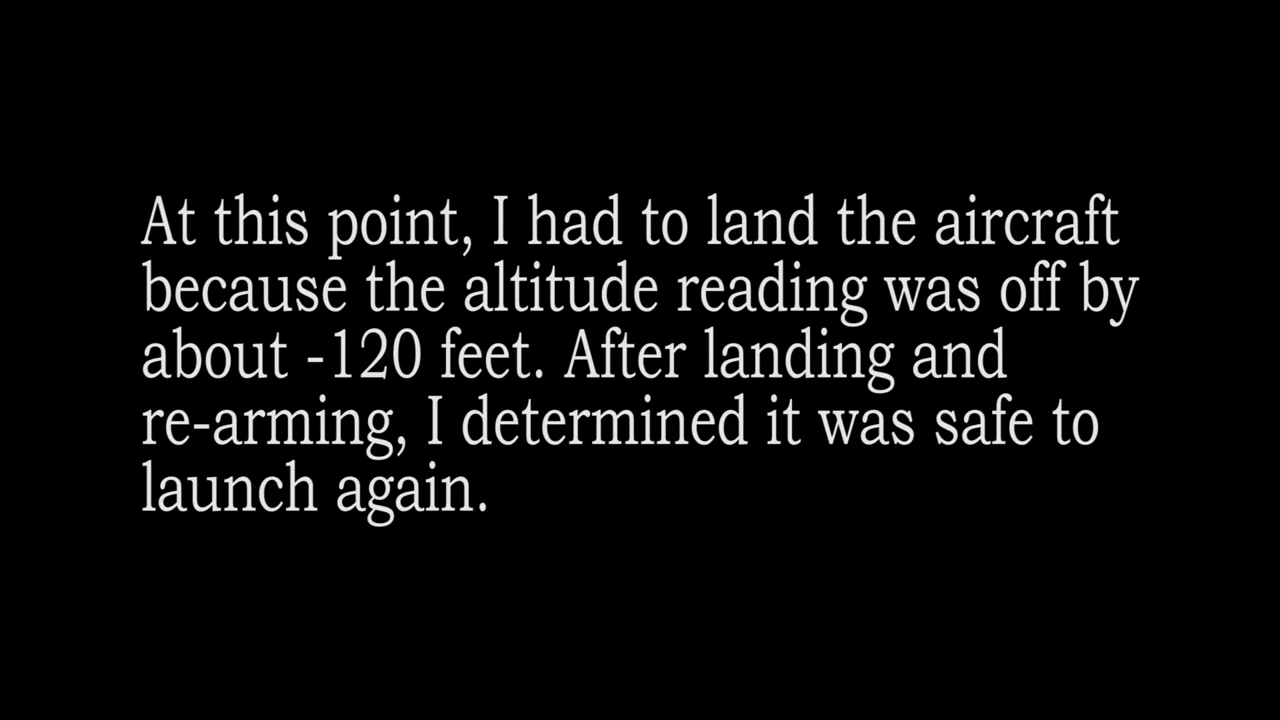 At this point, I had to land the aircraft
because the altitude reading was off by
about -120 feet. After landing and
re-arming, I determined it was safe to
launch again.